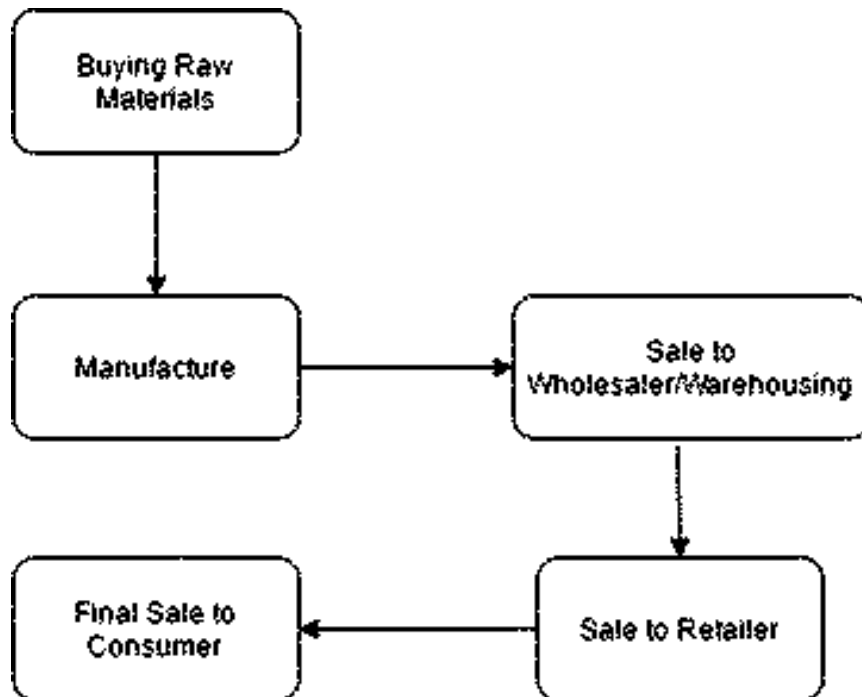 Buying Raw
Materials
Manufacture
Sale to
Wholesaler/Warehousing
Sale to Retailer
Final Sale to
Consumer